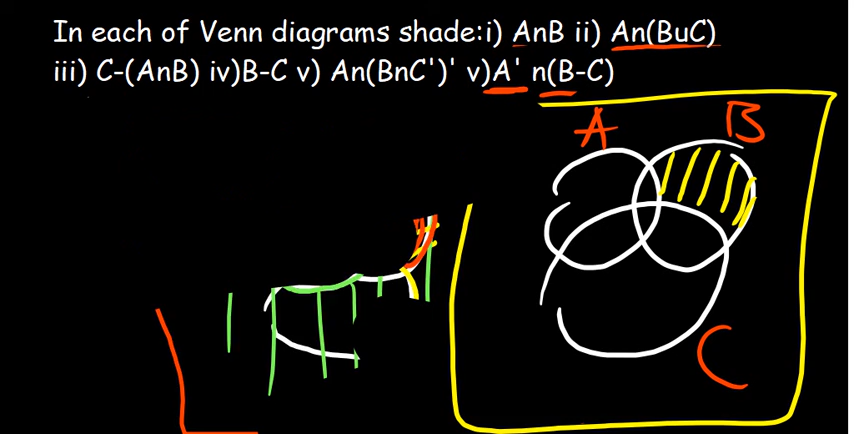 In each of Venn diagrams shade:i) AnB ii) An(BuC)
iii) C-(AnB) iv)B-C v) An(BnC')' v)A' n(B-C)
A B
C